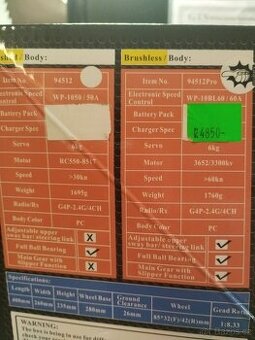 Brushed/Body:
Item No 94512
Electronic Speed Control WP-1050 / 50A
Battery Pack
Charger Spec
Servo 6kg
Motor RC550-8517
Speed >30km
Weight 1695g
Radio/Rx G4P-2.4G/4CH
Body Color PC
Adjustable upper sway bar/ steering link X
Full Ball Bearing ✓
Main Gear with Slipper Function X
Brushless / Body:
Item No 94512Pro
Electronic Speed Control WP-10BL60 / 60A
Battery Pack
Charger Spec 4850-
Servo 6kg
Motor 3652/3300kv
Speed >60km
Weight 1760g
Radio/Rx G4P-2.4G/4CH
Body Color PC
Adjustable upper sway bar/ steering link ✓
Full Ball Bearing ✓
Main Gear with Slipper Function ✓
Specifications:
Length Width Height Wheel Base Ground Clearance Wheel Gead Ratio
400mm 260mm 235mm 280mm 26mm 85*32(F)/42(R)mm 1:8.33
WARNING: